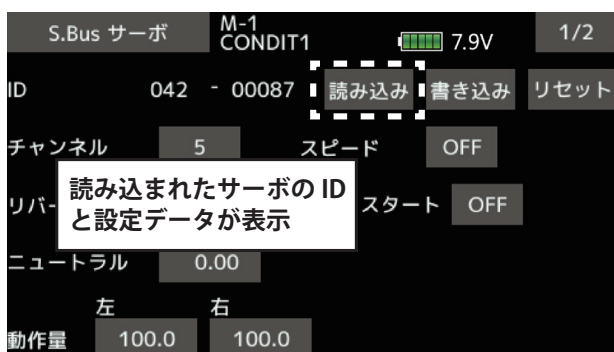 S.Bus サーボ M-1 CONDIT1 7.9V 1/2
ID 042 - 00087 読み込み 書き込み リセット
チャンネル 5 スピード OFF
読み込まれたサーボの ID
と設定データが表示
リバー スタート OFF
ニュートラル 0.00
左 右
動作量 100.0 100.0